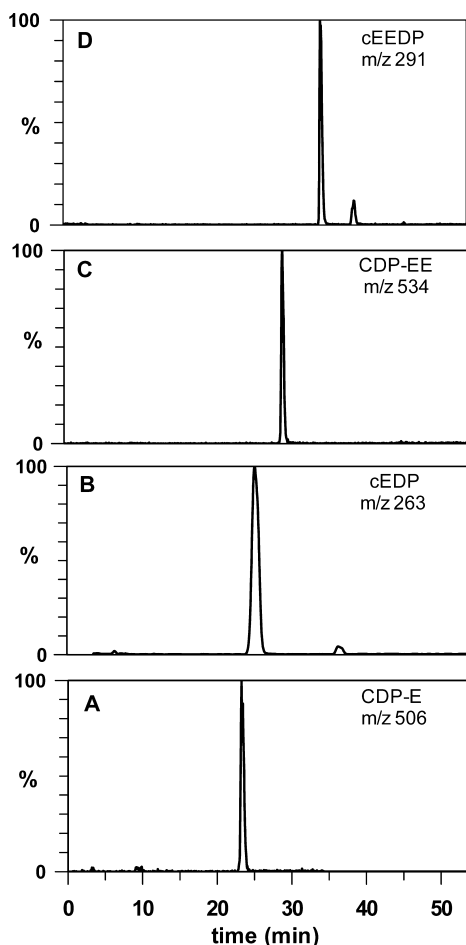 100
D
cEEDP
m/z 291
%
0
100
C
CDP-EE
m/z 534
%
0
100
B
cEDP
m/z 263
%
0
100
A
CDP-E
m/z 506
%
0
0 10 20 30 40 50
time (min)